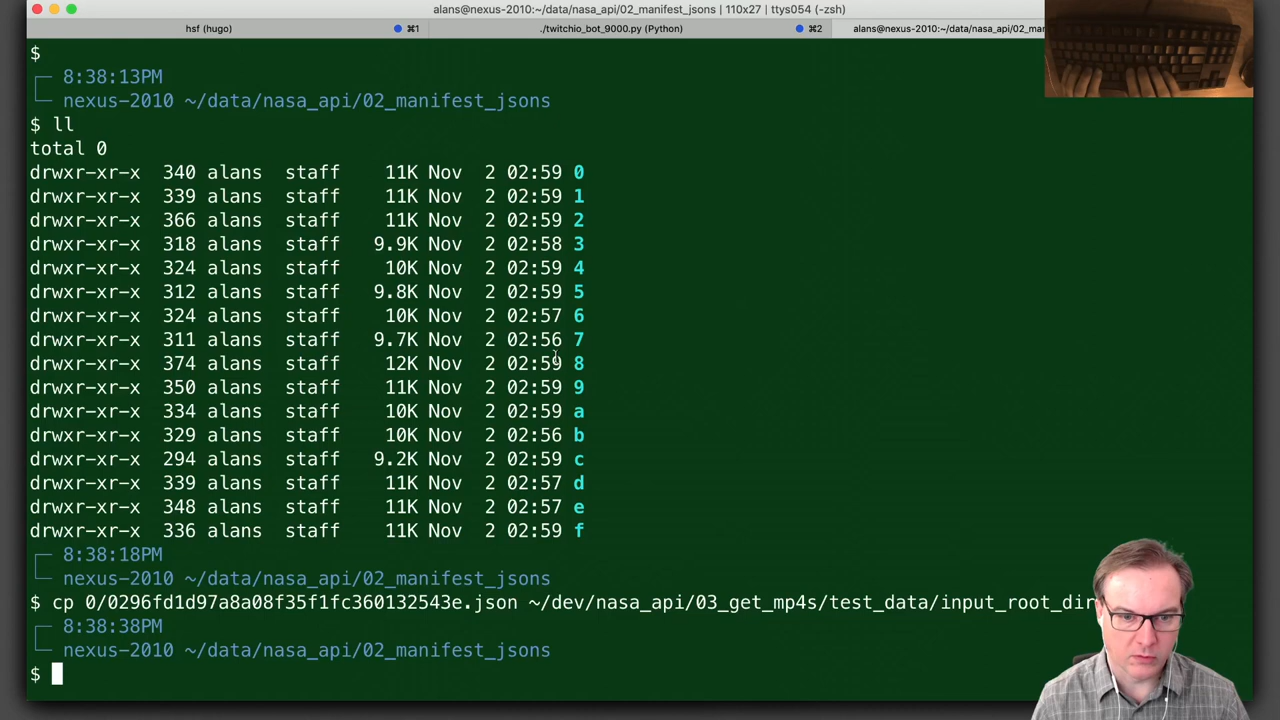 alans@nexus-2010:~/data/nasa_api/02_manifest_jsons | 110x27 | ttys054 (-zsh)
hsf (hugo) ⌘1 ./twitchio_bot_9000.py (Python) ⌘2 alans@nexus-2010:~/data/nasa_api/02_ma
$
8:38:13PM
nexus-2010 ~/data/nasa_api/02_manifest_jsons
$ ll
total 0
drwxr-xr-x 340 alans staff 11K Nov 2 02:59 0
drwxr-xr-x 339 alans staff 11K Nov 2 02:59 1
drwxr-xr-x 366 alans staff 11K Nov 2 02:59 2
drwxr-xr-x 318 alans staff 9.9K Nov 2 02:58 3
drwxr-xr-x 324 alans staff 10K Nov 2 02:59 4
drwxr-xr-x 312 alans staff 9.8K Nov 2 02:59 5
drwxr-xr-x 324 alans staff 10K Nov 2 02:57 6
drwxr-xr-x 311 alans staff 9.7K Nov 2 02:56 7
drwxr-xr-x 374 alans staff 12K Nov 2 02:59 8
drwxr-xr-x 350 alans staff 11K Nov 2 02:59 9
drwxr-xr-x 334 alans staff 10K Nov 2 02:59 a
drwxr-xr-x 329 alans staff 10K Nov 2 02:56 b
drwxr-xr-x 294 alans staff 9.2K Nov 2 02:59 c
drwxr-xr-x 339 alans staff 11K Nov 2 02:57 d
drwxr-xr-x 348 alans staff 11K Nov 2 02:57 e
drwxr-xr-x 336 alans staff 11K Nov 2 02:59 f
8:38:18PM
nexus-2010 ~/data/nasa_api/02_manifest_jsons
$ cp 0/0296fd1d97a8a08f35f1fc360132543e.json ~/dev/nasa_api/03_get_mp4s/test_data/input_root_dir
8:38:38PM
nexus-2010 ~/data/nasa_api/02_manifest_jsons
$